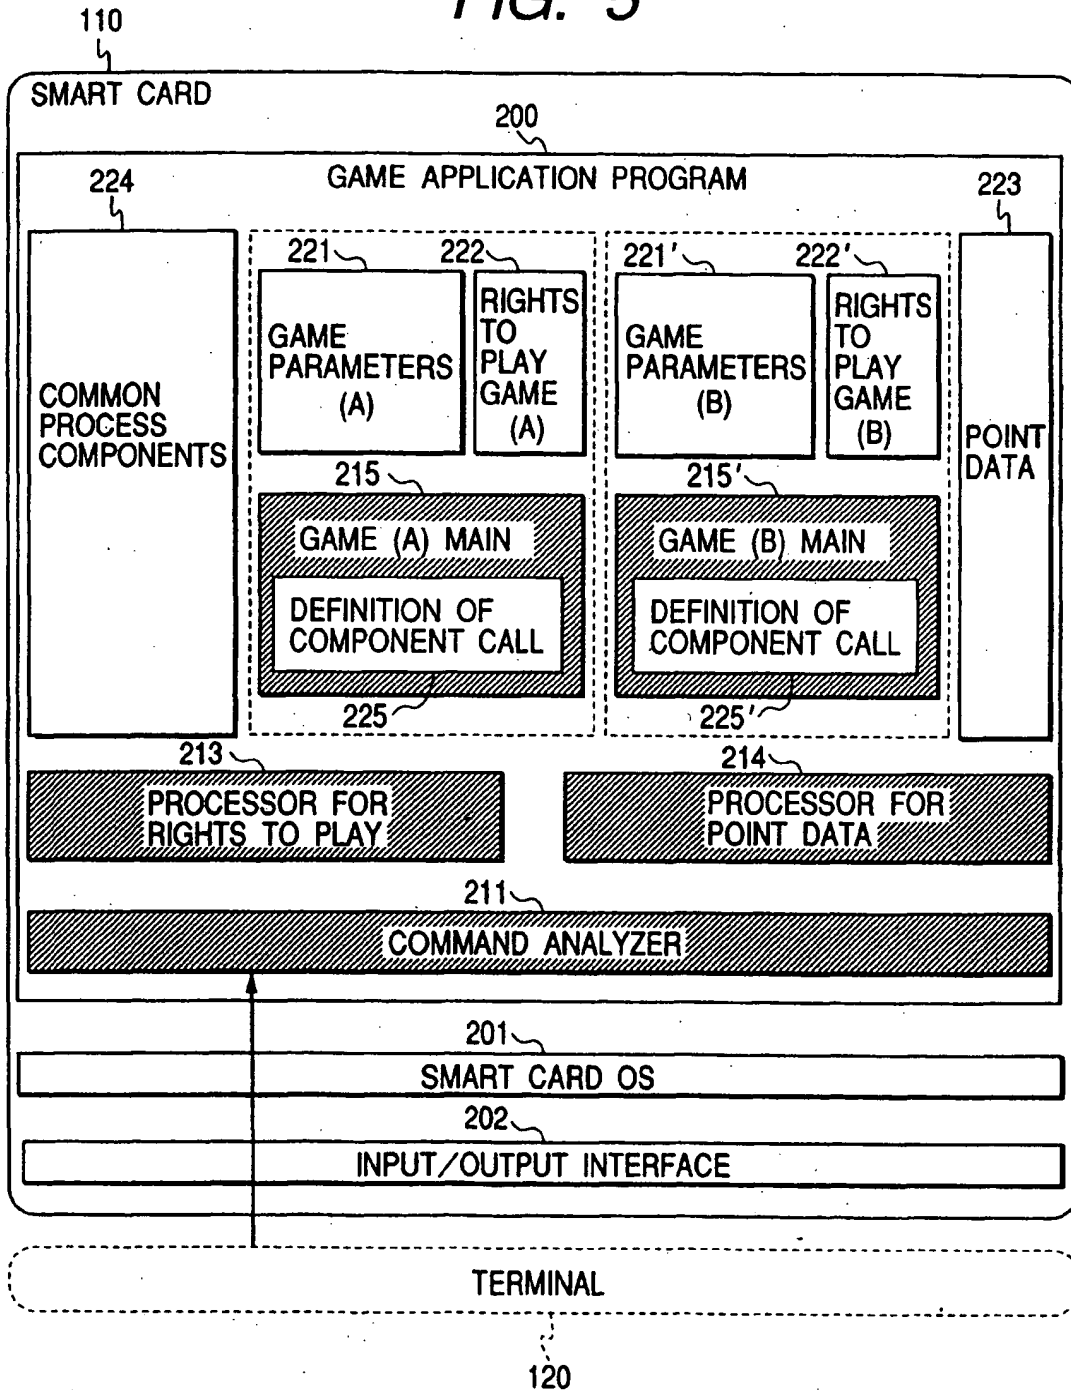 FIG. 5
110
SMART CARD
200
GAME APPLICATION PROGRAM
224
223
COMMON
PROCESS
COMPONENTS
221
222
GAME
PARAMETERS
(A)
RIGHTS
TO
PLAY
GAME
(A)
215
GAME (A) MAIN
DEFINITION OF
COMPONENT CALL
225
221'
222'
GAME
PARAMETERS
(B)
RIGHTS
TO
PLAY
GAME
(B)
215'
GAME (B) MAIN
DEFINITION OF
COMPONENT CALL
225'
POINT
DATA
213
PROCESSOR FOR
RIGHTS TO PLAY
214
PROCESSOR FOR
POINT DATA
211
COMMAND ANALYZER
201
SMART CARD OS
202
INPUT/OUTPUT INTERFACE
TERMINAL
120